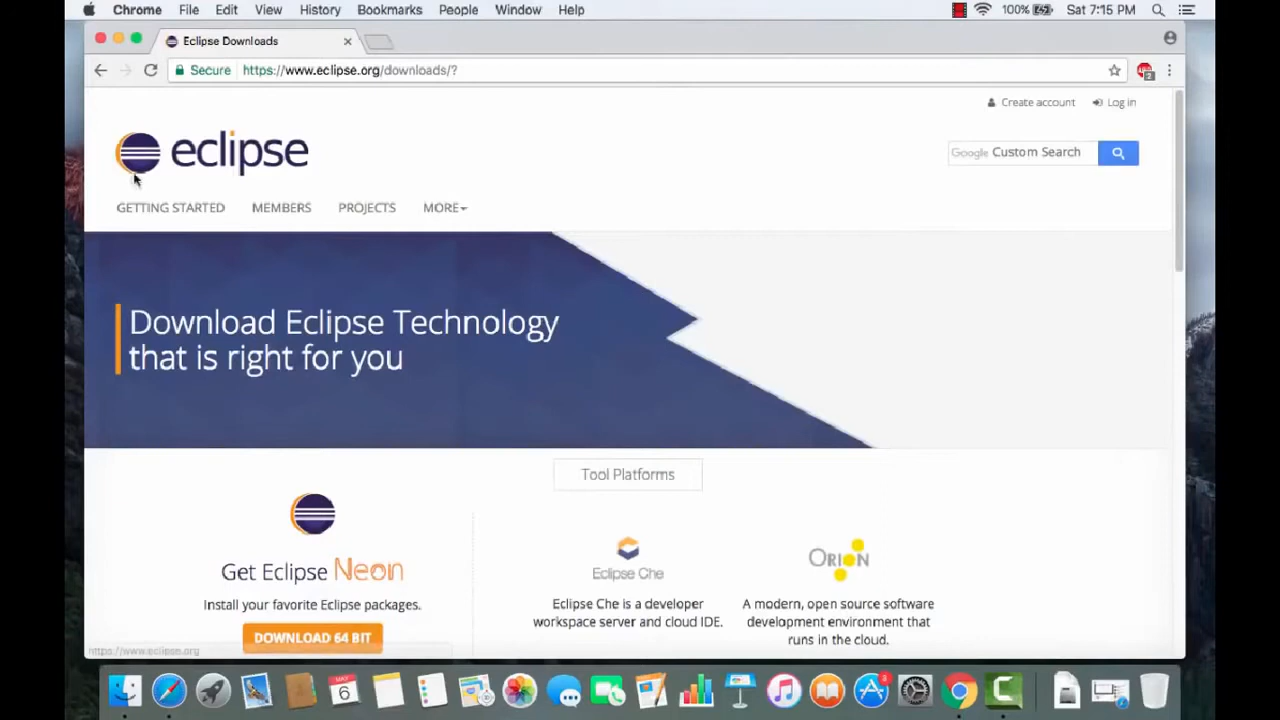 Chrome File Edit View History Bookmarks People Window Help 100% Sat 7:15 PM
Eclipse Downloads
Secure https://www.eclipse.org/downloads/?
Create account Log in
eclipse
Google Custom Search
GETTING STARTED MEMBERS PROJECTS MORE
Download Eclipse Technology
that is right for you
Tool Platforms
Get Eclipse Neon
Install your favorite Eclipse packages.
DOWNLOAD 64 BIT
Eclipse Che
Eclipse Che is a developer
workspace server and cloud IDE.
ORION
A modern, open source software
development environment that
runs in the cloud.
https://www.eclipse.org
MAY
6
3